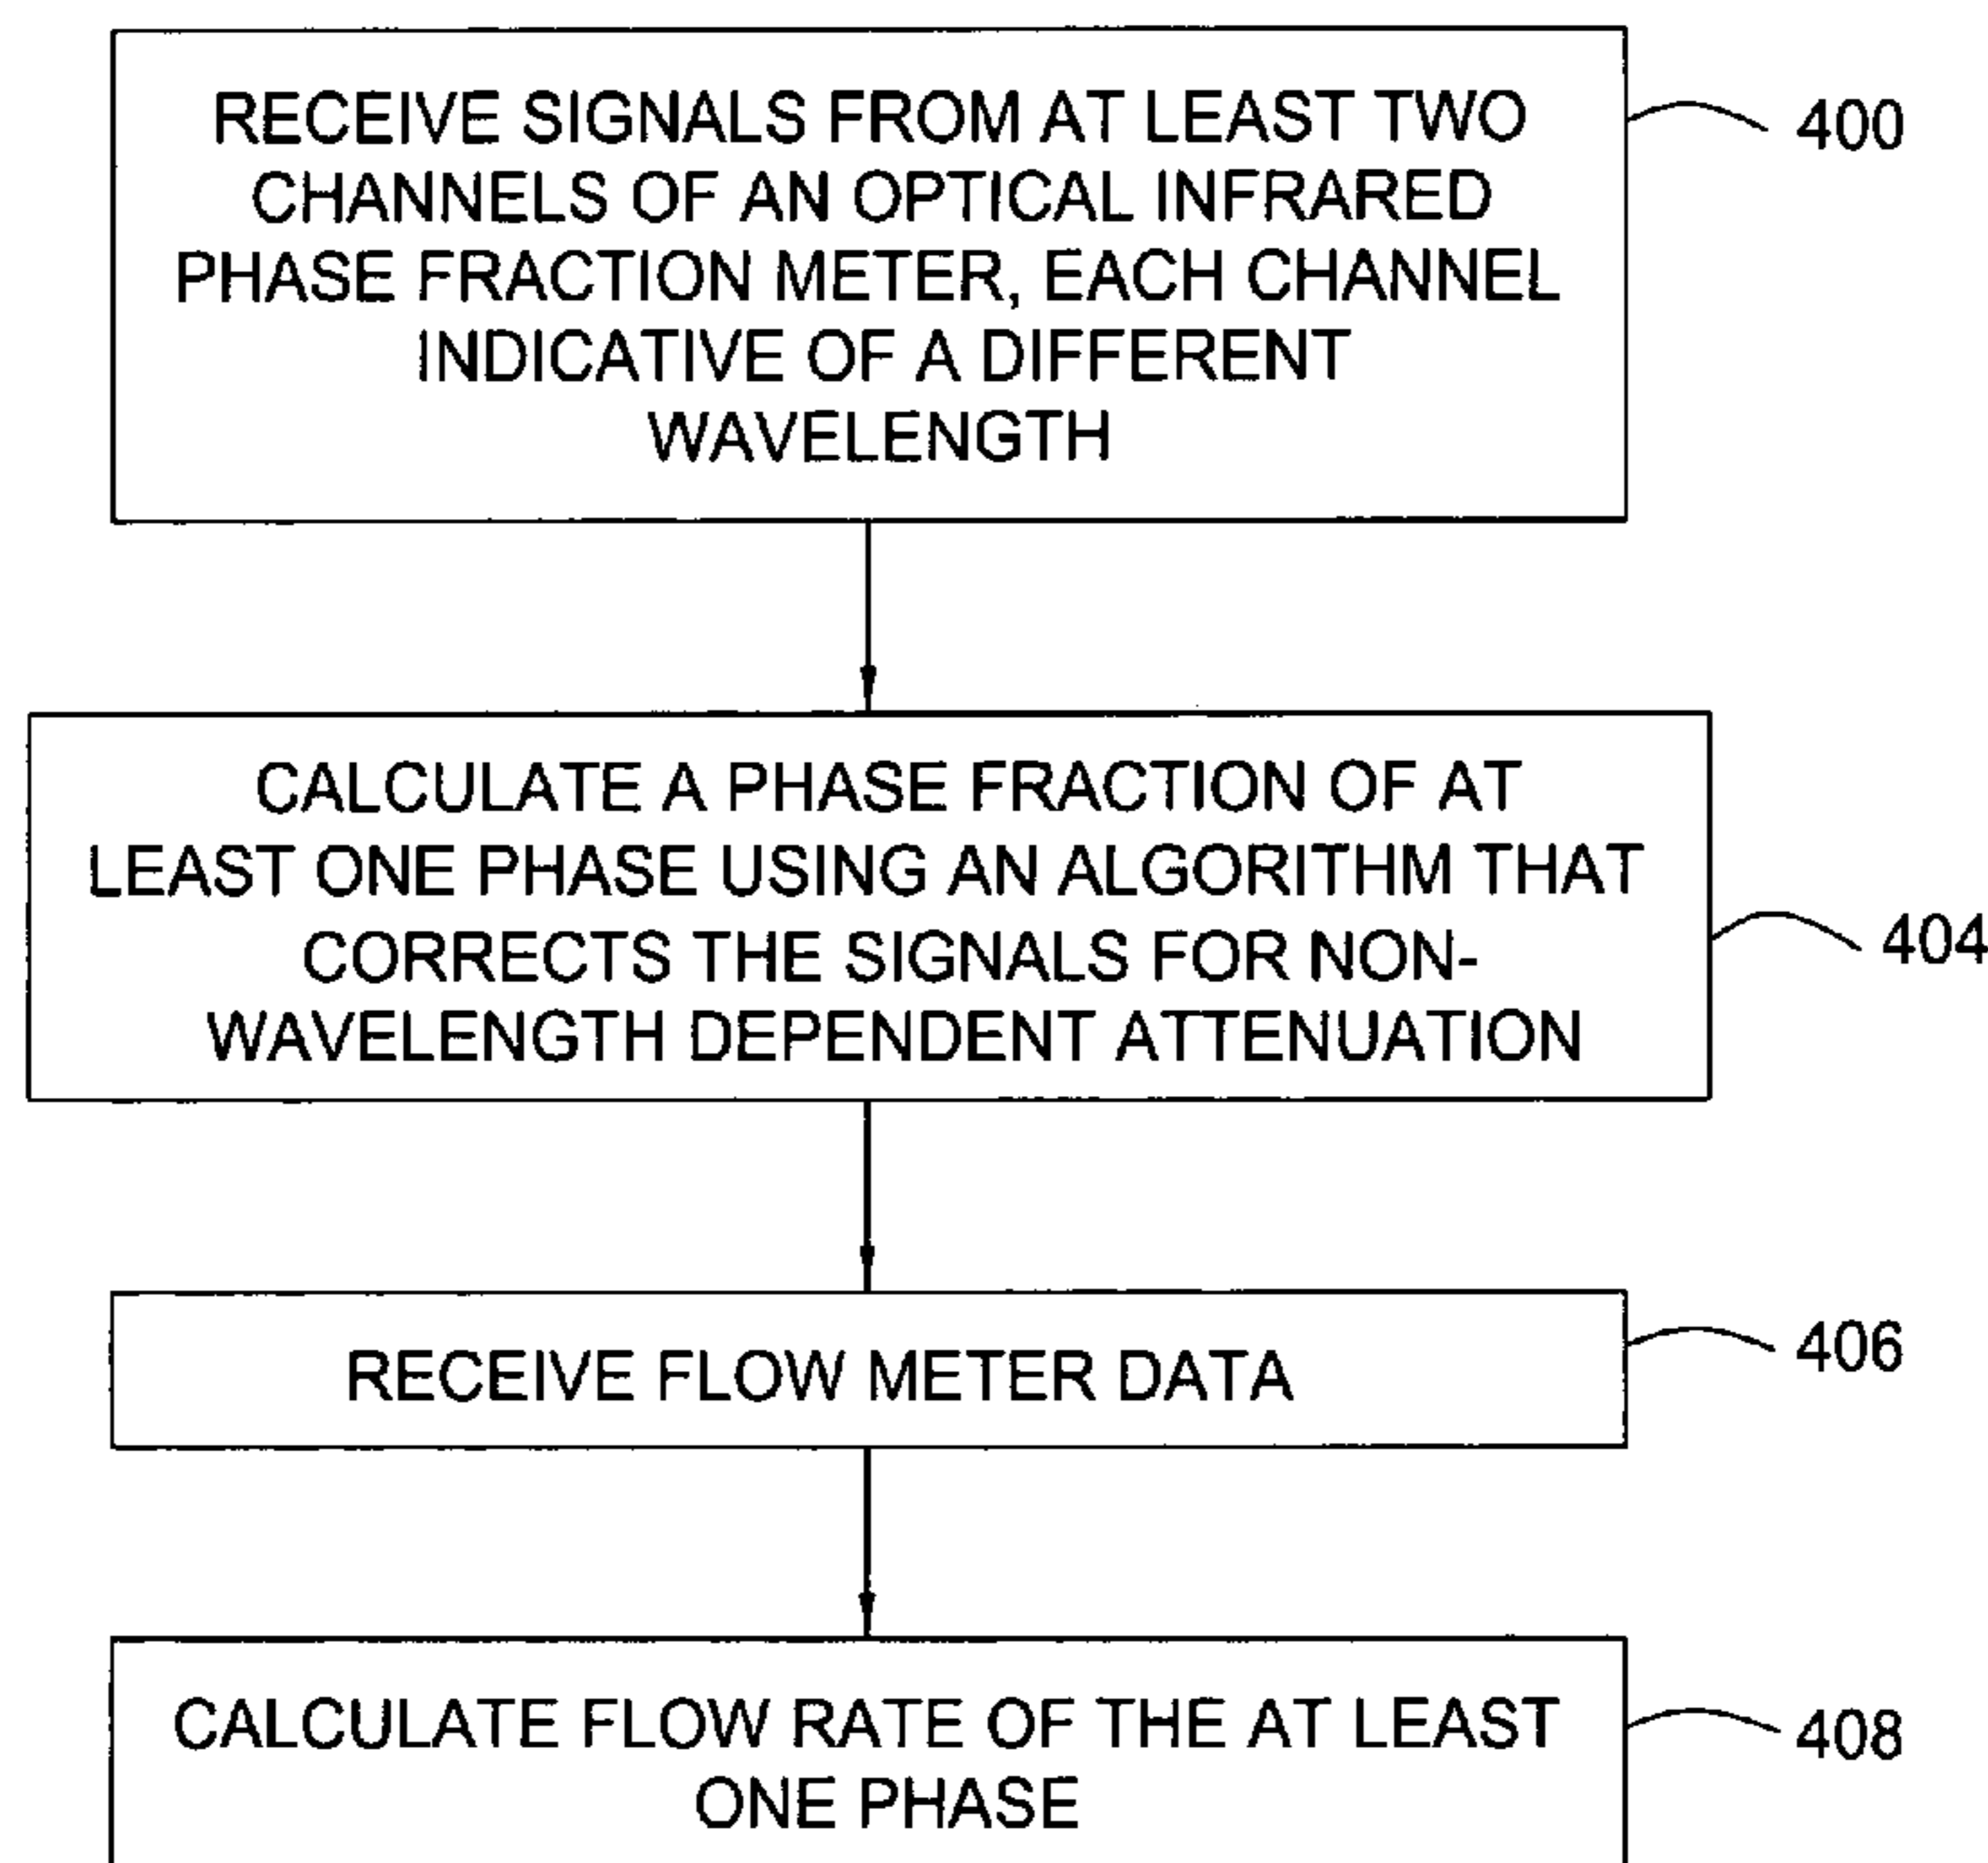 RECEIVE SIGNALS FROM AT LEAST TWO
CHANNELS OF AN OPTICAL INFRARED
PHASE FRACTION METER, EACH CHANNEL
INDICATIVE OF A DIFFERENT
WAVELENGTH
400
CALCULATE A PHASE FRACTION OF AT
LEAST ONE PHASE USING AN ALGORITHM THAT
CORRECTS THE SIGNALS FOR NON-
WAVELENGTH DEPENDENT ATTENUATION
404
RECEIVE FLOW METER DATA
406
CALCULATE FLOW RATE OF THE AT LEAST
ONE PHASE
408